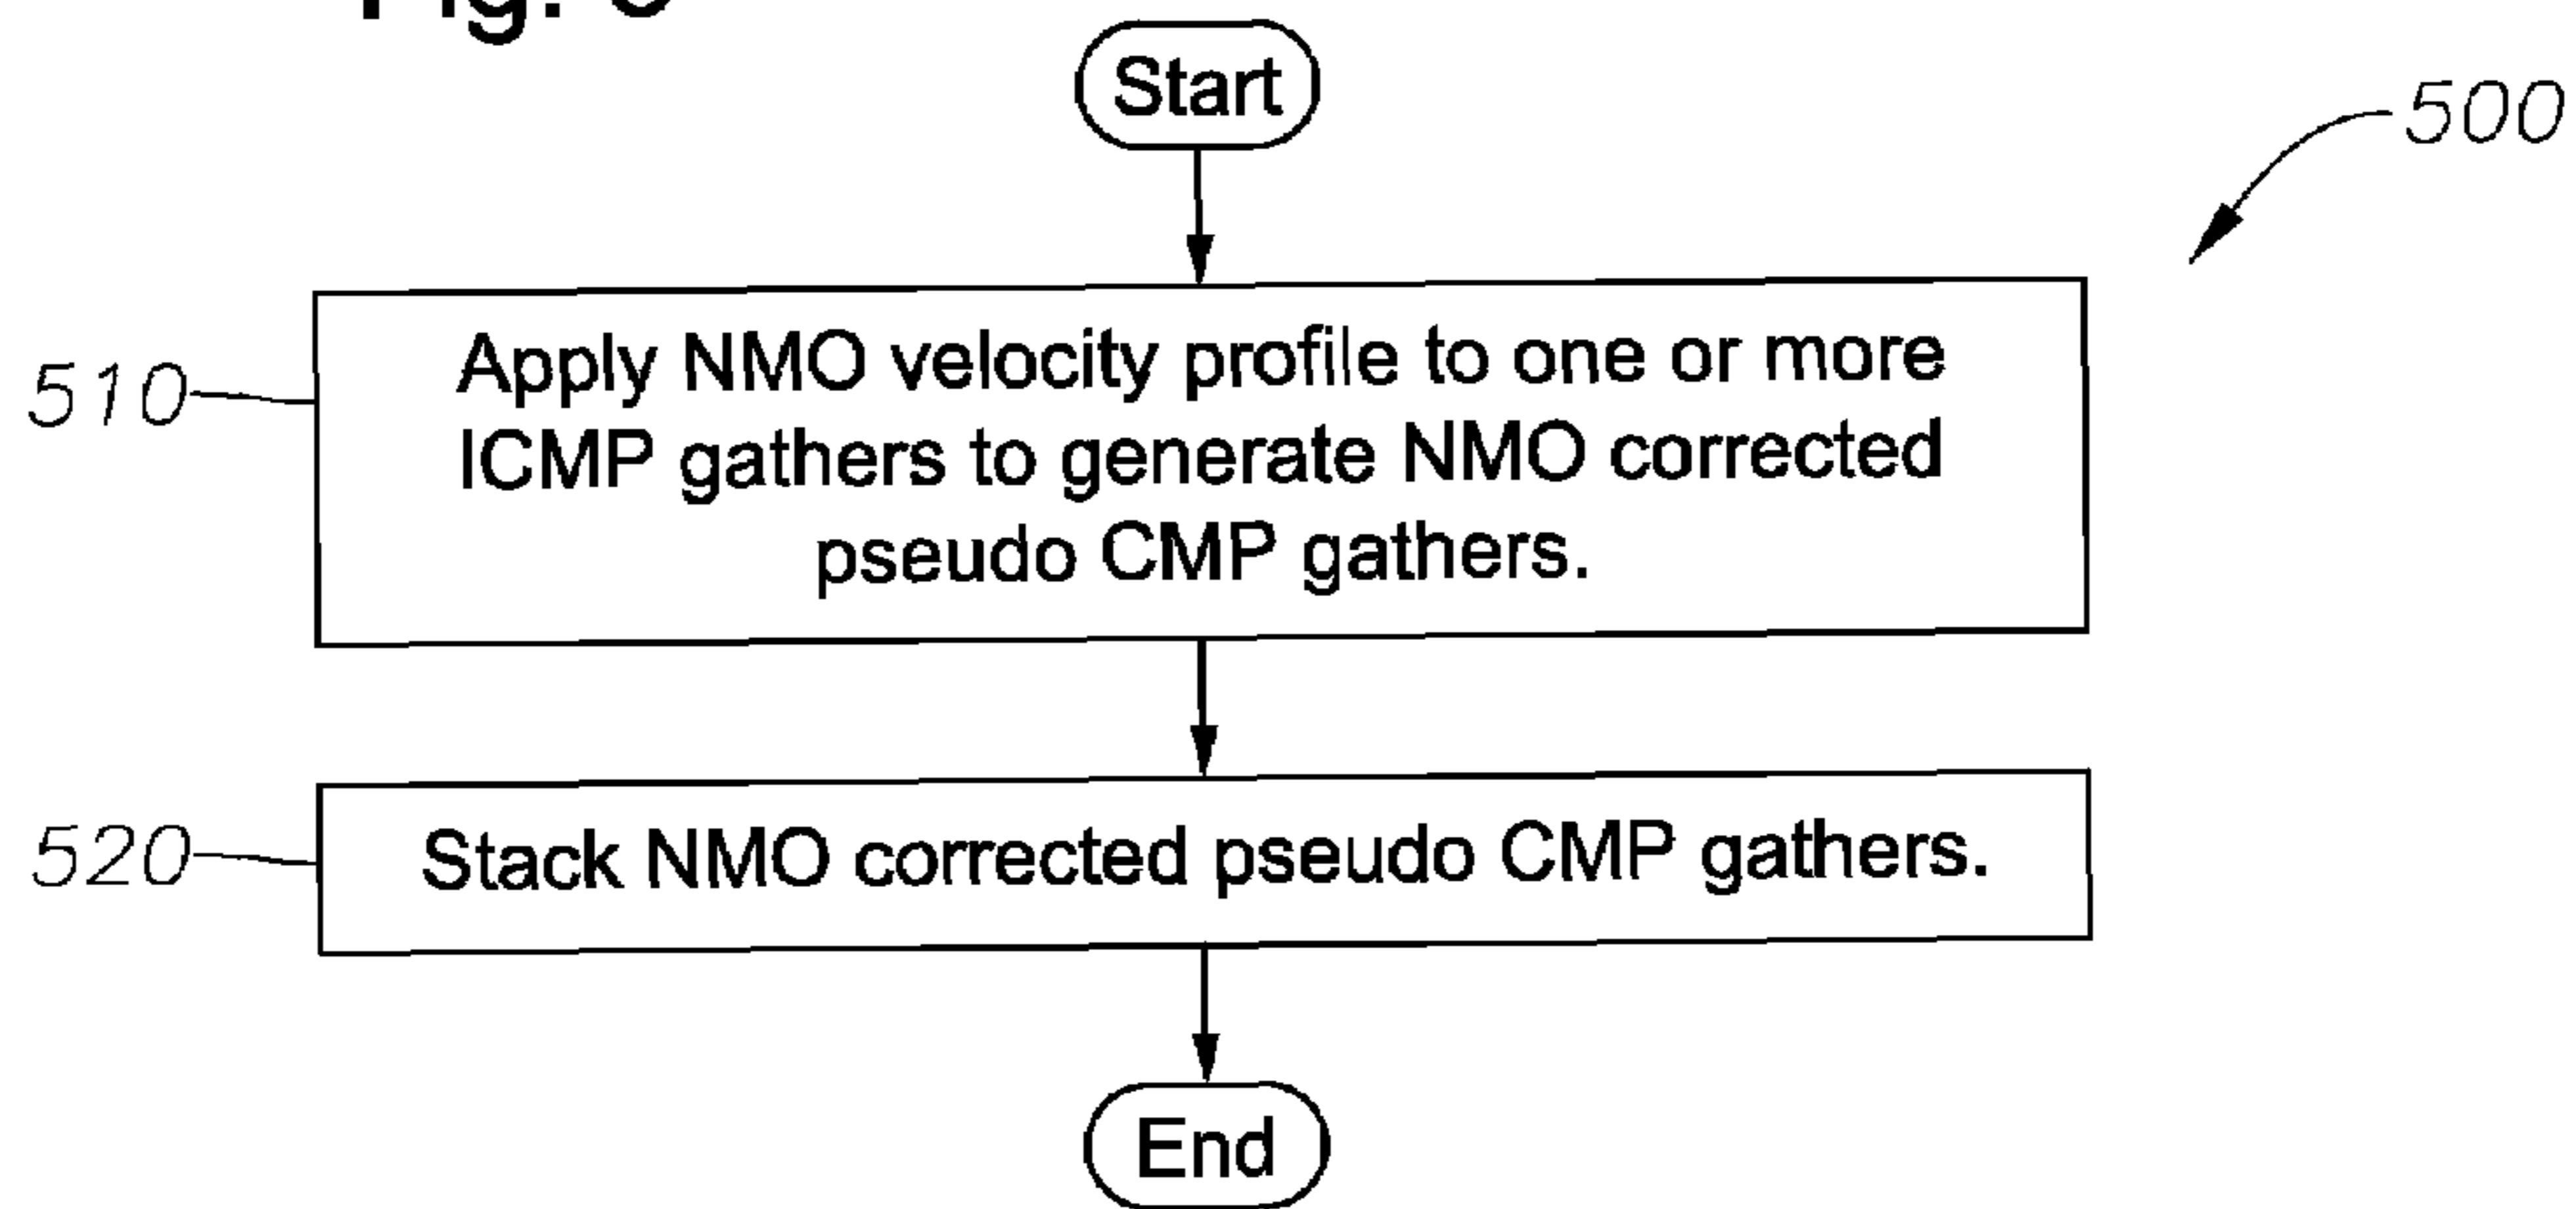 Start
500
510
Apply NMO velocity profile to one or more
ICMP gathers to generate NMO corrected
pseudo CMP gathers.
520
Stack NMO corrected pseudo CMP gathers.
End